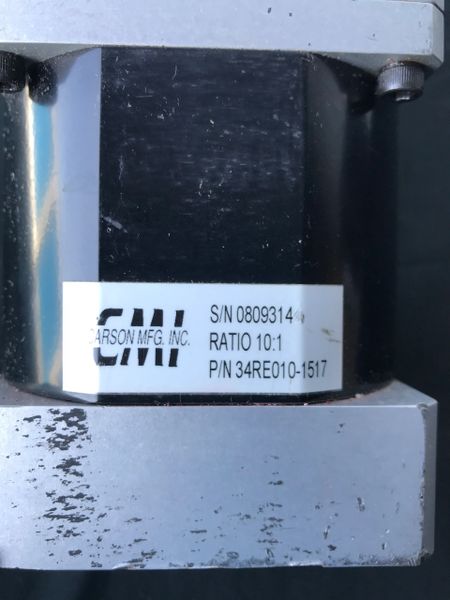 CMI
CARSON MFG. INC.
S/N 0809314
RATIO 10:1
P/N 34RE010-1517